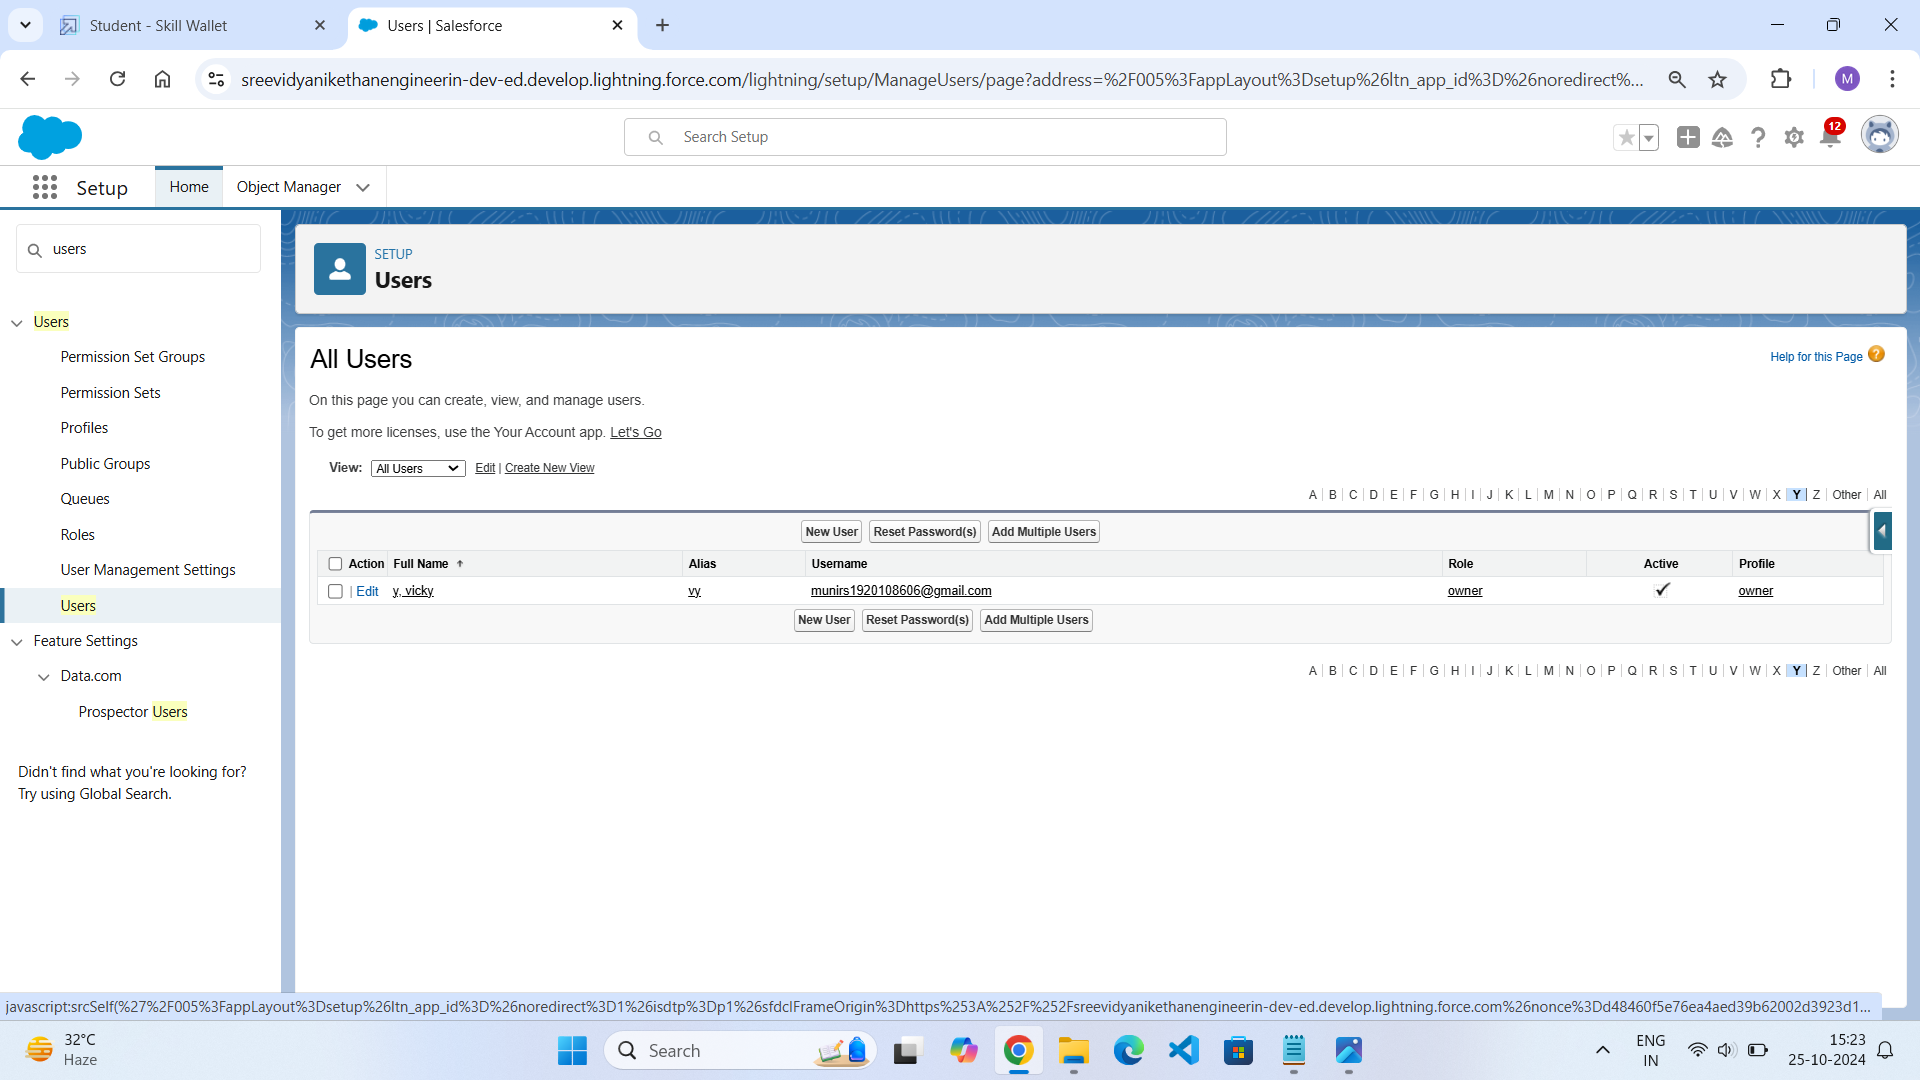 Student - Skill Wallet
Users | Salesforce
sreevidyanikethanengineerin-dev-ed.develop.lightning.force.com/lightning/setup/ManageUsers/page?address=%2F005%3FappLayout%3Dsetup%26ltn_app_id%3D%26noredirect%...
M
Search Setup
12
Setup
Home
Object Manager
users
SETUP
Users
Users
Permission Set Groups
Permission Sets
Profiles
Public Groups
Queues
Roles
User Management Settings
Users
Feature Settings
Data.com
Prospector Users
Didn't find what you're looking for?
Try using Global Search.
All Users
Help for this Page ?
On this page you can create, view, and manage users.
To get more licenses, use the Your Account app. Let's Go
View: All Users Edit | Create New View
A | B | C | D | E | F | G | H | I | J | K | L | M | N | O | P | Q | R | S | T | U | V | W | X | Y | Z | Other | All
New User Reset Password(s) Add Multiple Users
Action Full Name Alias Username Role Active Profile
| Edit y, vicky vy munirs1920108606@gmail.com owner owner
New User Reset Password(s) Add Multiple Users
A | B | C | D | E | F | G | H | I | J | K | L | M | N | O | P | Q | R | S | T | U | V | W | X | Y | Z | Other | All
javascript:srcSelf(%27%2F005%3FappLayout%3Dsetup%26ltn_app_id%3D%26noredirect%3D1%26isdtp%3Dp1%26sfdcIFrameOrigin%3Dhttps%253A%252F%252Fsreevidyanikethanengineerin-dev-ed.develop.lightning.force.com%26nonce%3Dd48460f5e76ea4aed39b62002d3923d1...
32°C
Haze
Search
ENG
IN
15:23
25-10-2024